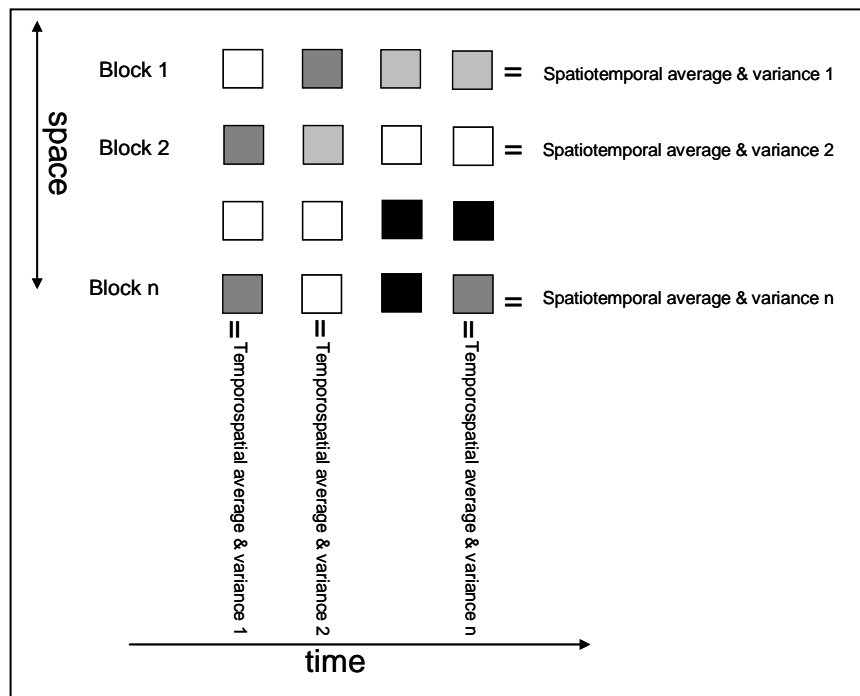 Block 1
= Spatiotemporal average & variance 1
space
Block 2
= Spatiotemporal average & variance 2
Block n
= Spatiotemporal average & variance n
= Temporospatial average & variance 1
= Temporospatial average & variance 2
= Temporospatial average & variance n
time